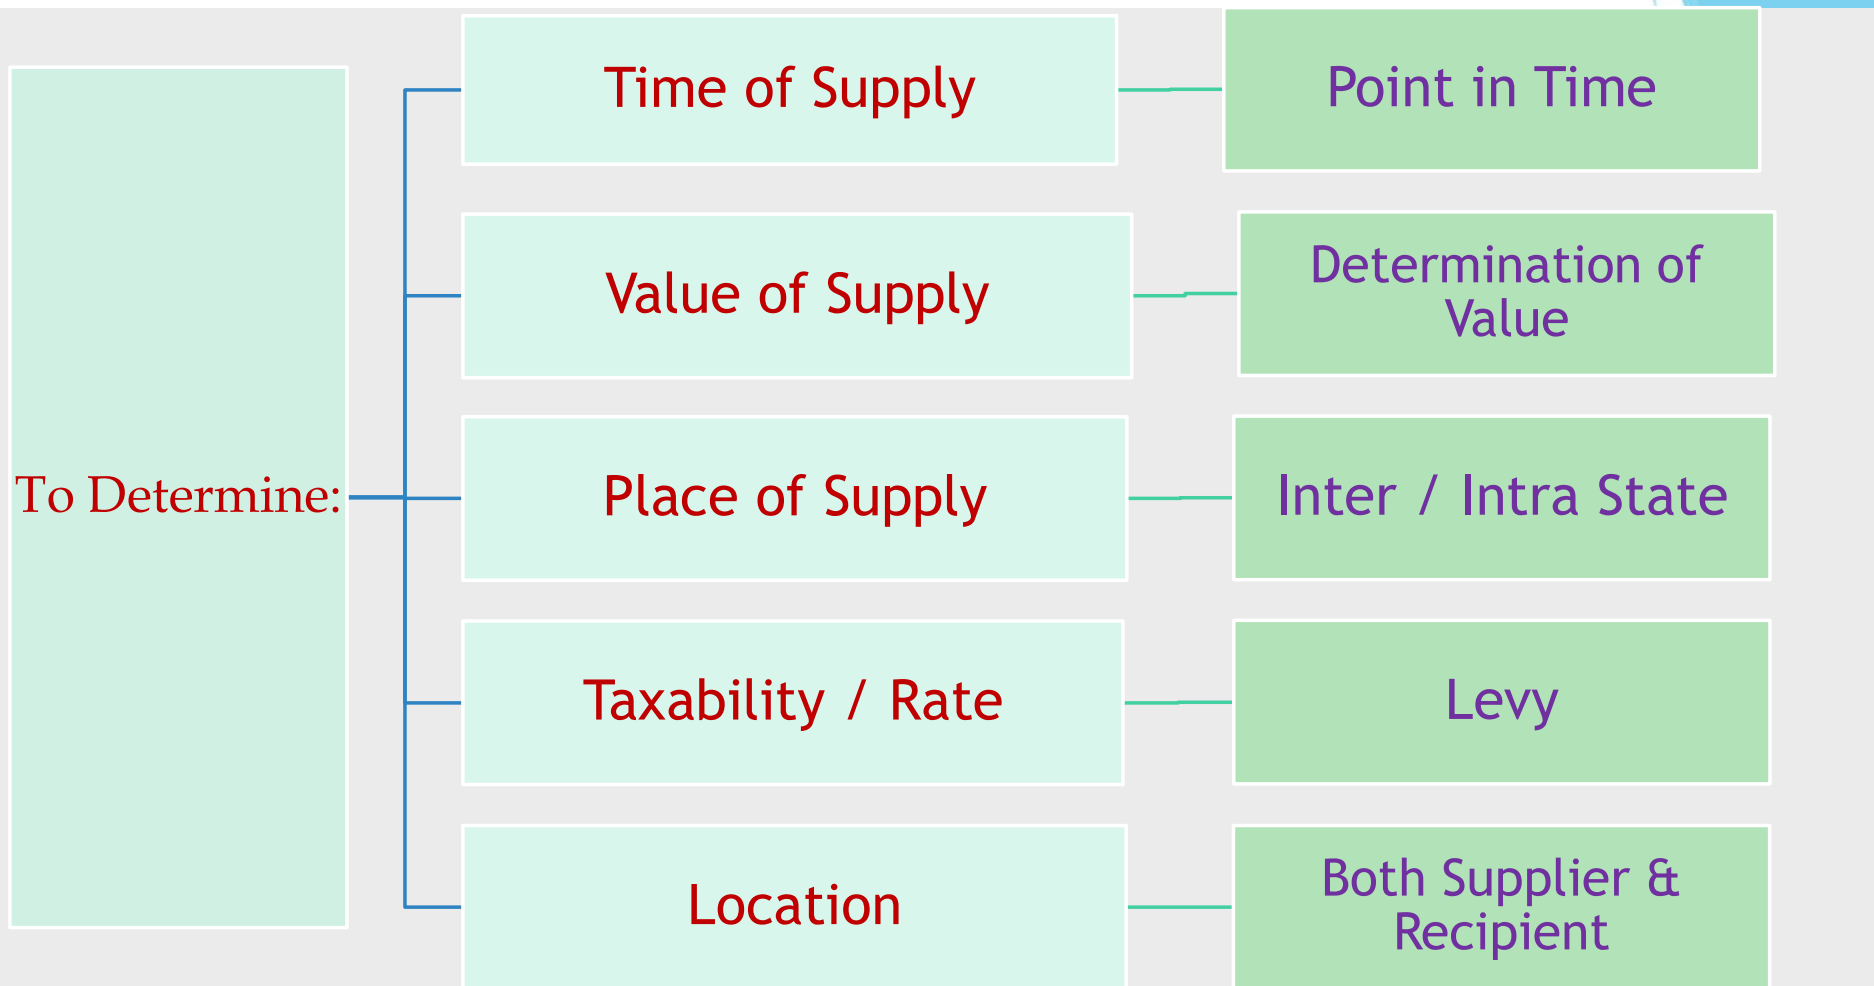 To Determine:
Time of Supply
Point in Time
Value of Supply
Determination of
Value
Place of Supply
Inter / Intra State
Taxability / Rate
Levy
Location
Both Supplier &
Recipient